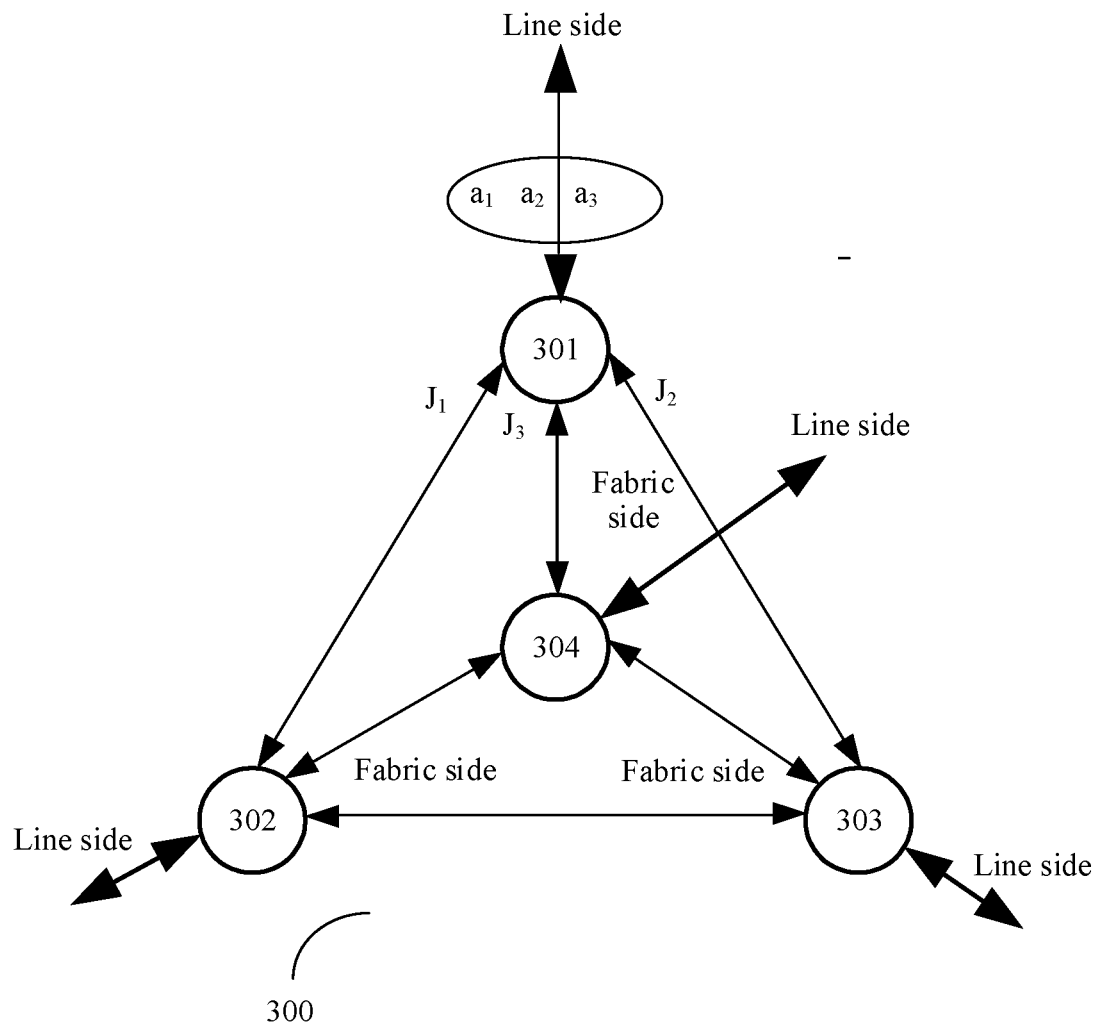 Line side
a₁ a₂ a₃
301
J₁
J₃
J₂
Line side
Fabric
side
304
Fabric side
Fabric side
302
303
Line side
Line side
300